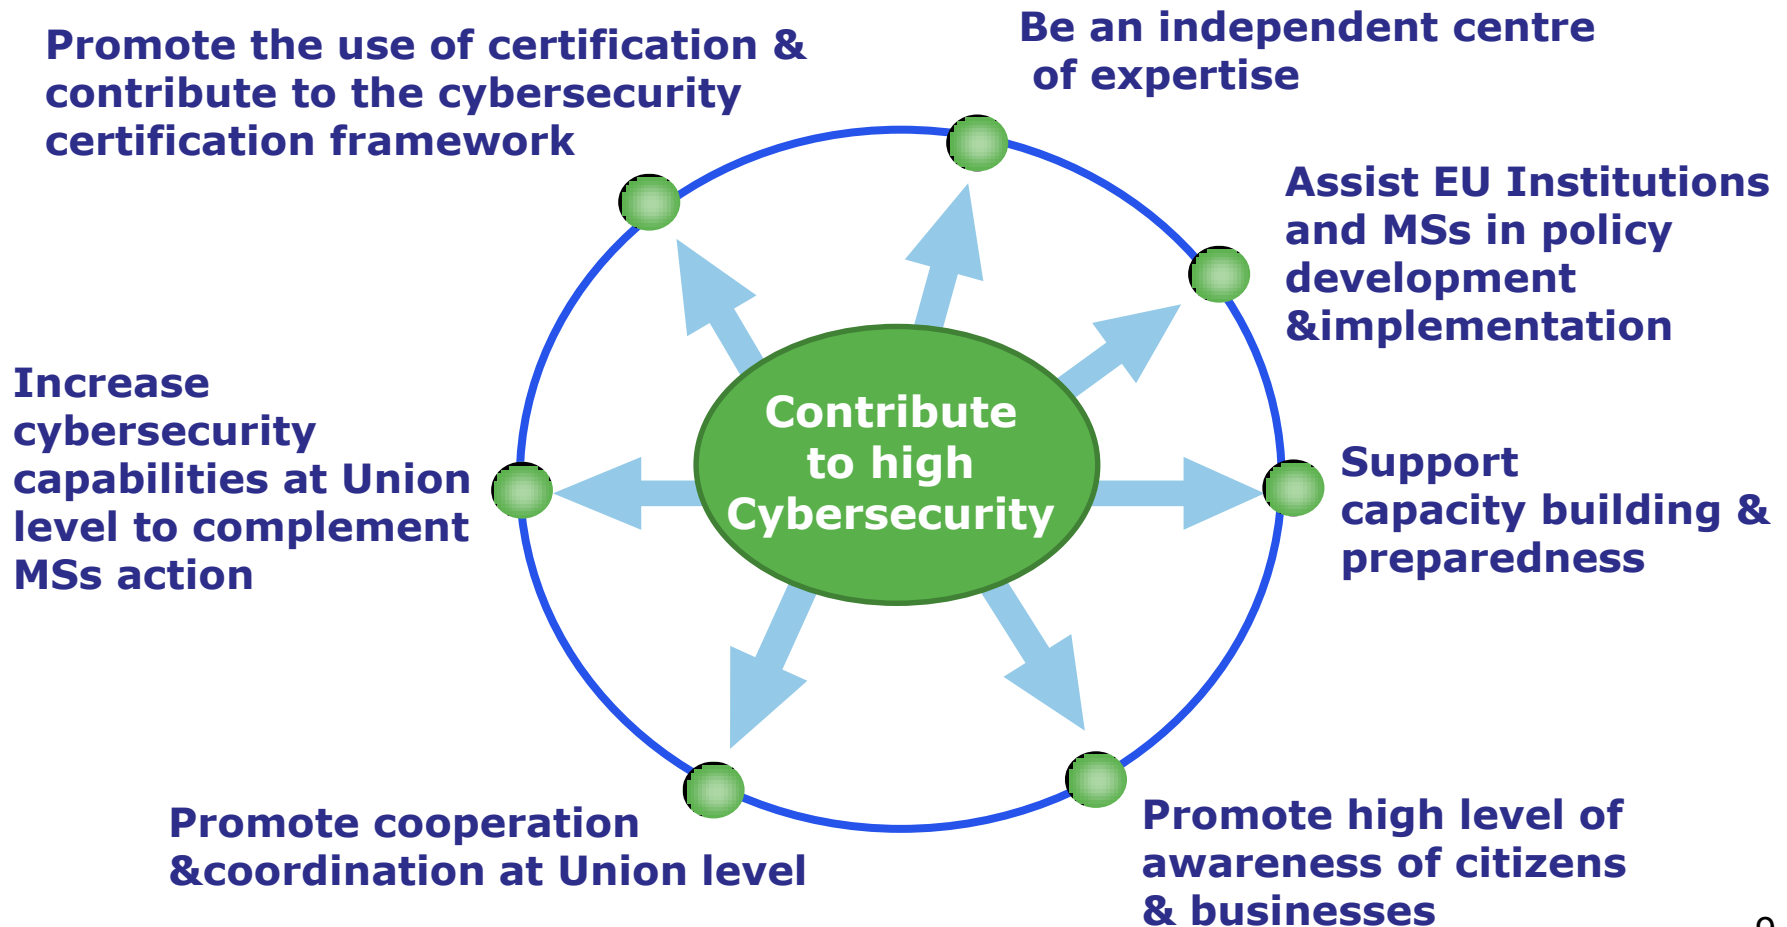 Promote the use of certification &
contribute to the cybersecurity
certification framework
Be an independent centre
of expertise
Assist EU Institutions
and MSs in policy
development
&implementation
Increase
cybersecurity
capabilities at Union
level to complement
MSs action
Contribute
to high
Cybersecurity
Support
capacity building &
preparedness
Promote cooperation
&coordination at Union level
Promote high level of
awareness of citizens
& businesses